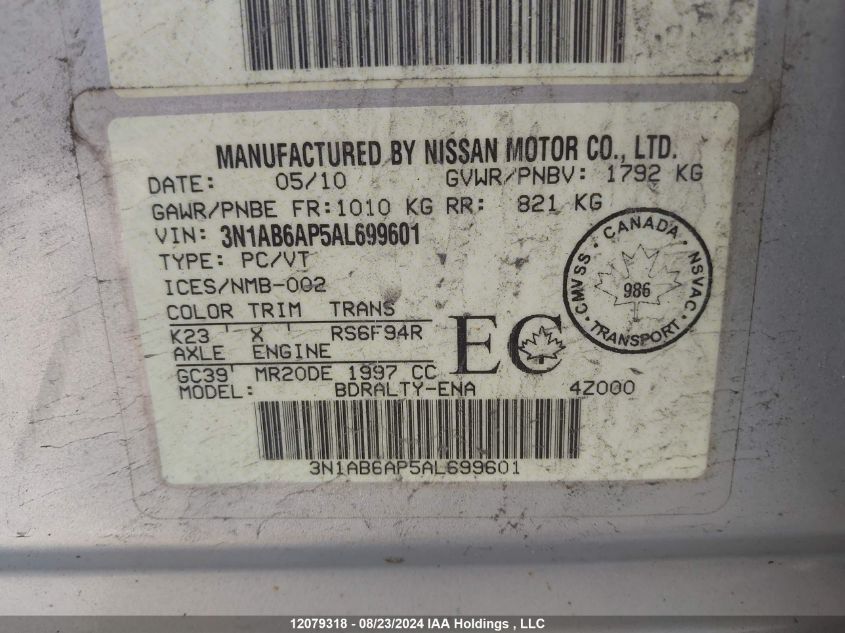 MANUFACTURED BY NISSAN MOTOR CO., LTD.
DATE: 05/10 GVWR/PNBV: 1792 KG
GAWR/PNBE FR:1010 KG RR: 821 KG
VIN: 3N1AB6AP5AL699601
TYPE: PC/VT
ICES/NMB-002
COLOR TRIM TRANS
K23 X RS6F94R
AXLE ENGINE
GC39 MR20DE 1997 CC
MODEL: BDRALTY-ENA 4Z000
EC
CANADA
CMVSS 986 NSVAC
TRANSPORT
3N1AB6AP5AL699601
12079318 - 08/23/2024 IAA Holdings , LLC